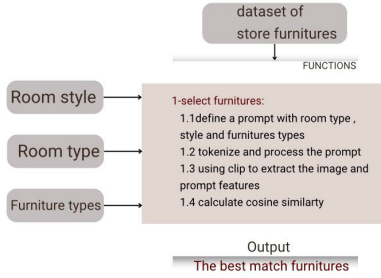 dataset of
store furnitures
FUNCTIONS
Room style
Room type
Furniture types
1-select furnitures:
1.1define a prompt with room type ,
style and furnitures types
1.2 tokenize and process the prompt
1.3 using clip to extract the image and
prompt features
1.4 calculate cosine similarty
Output
The best match furnitures